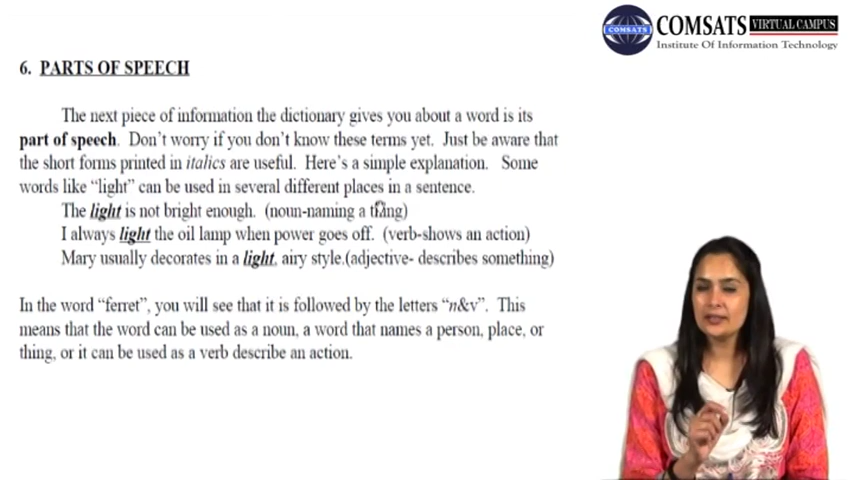 COMSATS VIRTUAL CAMPUS
COMSATS
Institute Of Information Technology
6. PARTS OF SPEECH
The next piece of information the dictionary gives you about a word is its
part of speech. Don't worry if you don't know these terms yet. Just be aware that
the short forms printed in italics are useful. Here's a simple explanation. Some
words like "light" can be used in several different places in a sentence.
The light is not bright enough. (noun-naming a thing)
I always light the oil lamp when power goes off. (verb-shows an action)
Mary usually decorates in a light, airy style.(adjective- describes something)
In the word "ferret", you will see that it is followed by the letters "n&v". This
means that the word can be used as a noun, a word that names a person, place, or
thing, or it can be used as a verb describe an action.